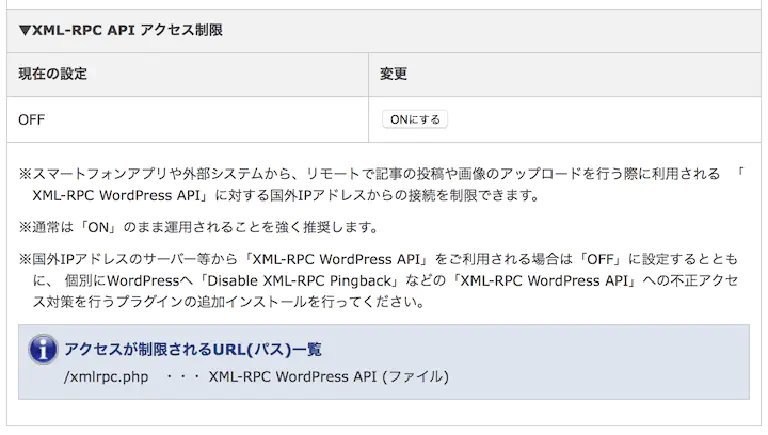 ▼XML-RPC API アクセス制限
現在の設定 変更
OFF ONにする
※スマートフォンアプリや外部システムから、リモートで記事の投稿や画像のアップロードを行う際に利用される 「
XML-RPC WordPress API」に対する国外IPアドレスからの接続を制限できます。
※通常は「ON」のまま運用されることを強く推奨します。
※国外IPアドレスのサーバー等から「XML-RPC WordPress API」をご利用される場合は「OFF」に設定するととも
に、 個別にWordPressへ「Disable XML-RPC Pingback」などの「XML-RPC WordPress API」への不正アクセ
ス対策を行うプラグインの追加インストールを行ってください。
アクセスが制限されるURL(パス)一覧
/xmlrpc.php ・・・ XML-RPC WordPress API (ファイル)